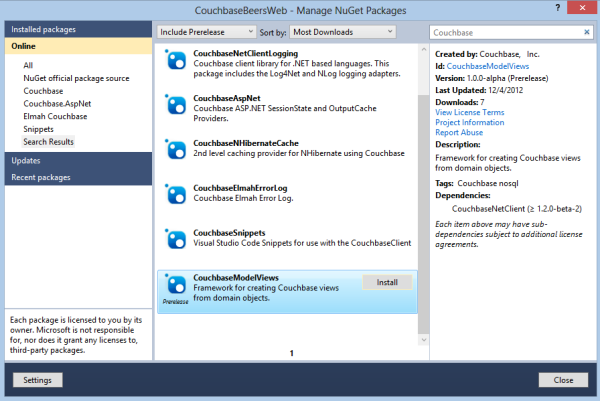 CouchbaseBeersWeb - Manage NuGet Packages
?
Installed packages
Online
All
NuGet official package source
Couchbase
Couchbase.AspNet
Elmah Couchbase
Snippets
Search Results
Updates
Recent packages
Each package is licensed to you by its
owner. Microsoft is not responsible
for, nor does it grant any licenses to,
third-party packages.
Include Prerelease
Sort by: Most Downloads
CouchbaseNetClientLogging
Couchbase client library for .NET based languages. This
package includes the Log4Net and NLog logging adapters.
CouchbaseAspNet
Couchbase ASP.NET SessionState and OutputCache
Providers.
CouchbaseNHibernateCache
2nd level caching provider for NHibernate using Couchbase
CouchbaseElmahErrorLog
Couchbase Elmah Error Log.
CouchbaseSnippets
Visual Studio Code Snippets for use with the CouchbaseClient
CouchbaseModelViews
Framework for creating Couchbase views
from domain objects.
Prerelease
Install
1
Couchbase
Created by: Couchbase, Inc.
Id: CouchbaseModelViews
Version: 1.0.0-alpha (Prerelease)
Last Updated: 12/4/2012
Downloads: 7
View License Terms
Project Information
Report Abuse
Description:
Framework for creating Couchbase views
from domain objects.
Tags: Couchbase nosql
Dependencies:
CouchbaseNetClient (≥ 1.2.0-beta-2)
Each item above may have sub-
dependencies subject to additional license
agreements.
Settings
Close